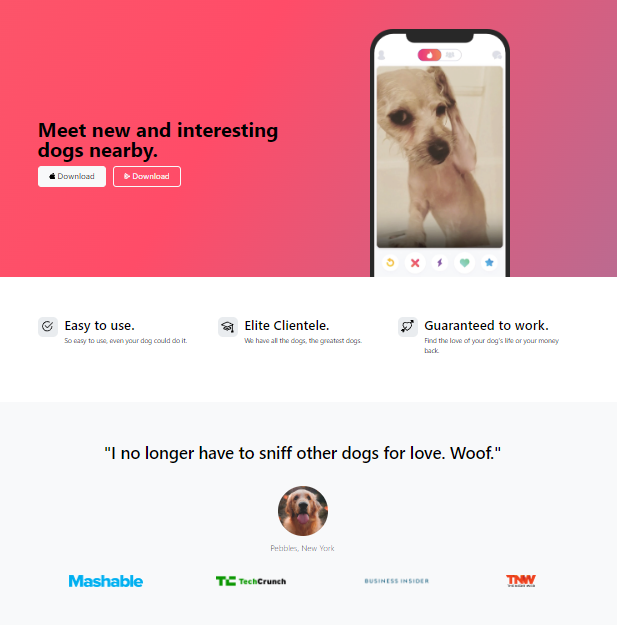 Meet new and interesting
dogs nearby.
Download
Download
Easy to use.
So easy to use, even your dog could do it.
Elite Clientele.
We have all the dogs, the greatest dogs.
Guaranteed to work.
Find the love of your dog's life or your money
back.
"I no longer have to sniff other dogs for love. Woof."
Pebbles, New York
Mashable
TC TechCrunch
BUSINESS INSIDER
TNW